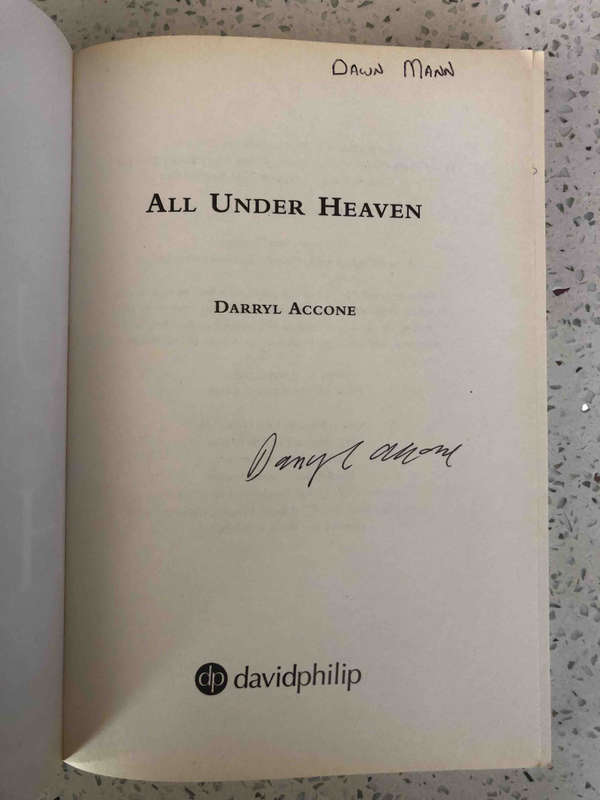 DAWN MANN
ALL UNDER HEAVEN
DARRYL ACCONE
Darryl Accone
dp davidphilip